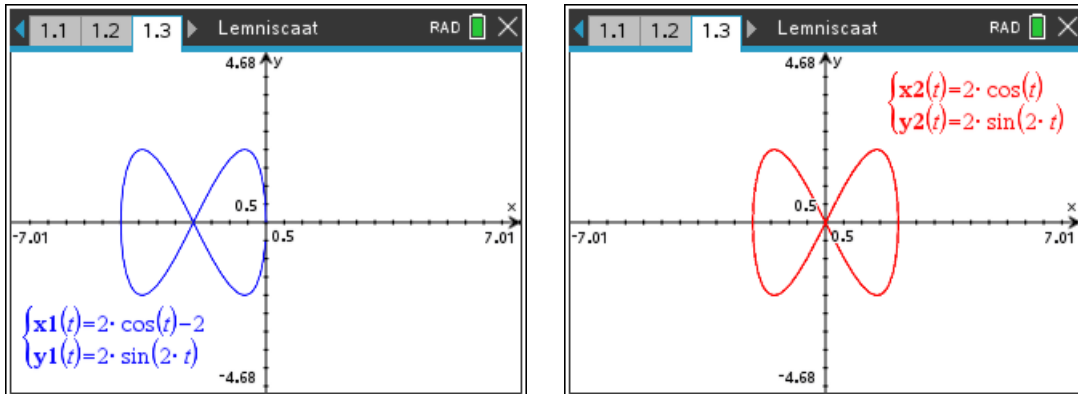 1.1 1.2 1.3 Lemniscaat RAD
4.68 y
0.5
x
-7.01 0.5 7.01
x1(t)=2· cos(t)-2
y1(t)=2· sin(2· t)
-4.68
1.1 1.2 1.3 Lemniscaat RAD
4.68 y
x2(t)=2· cos(t)
y2(t)=2· sin(2· t)
0.5
x
-7.01 0.5 7.01
-4.68